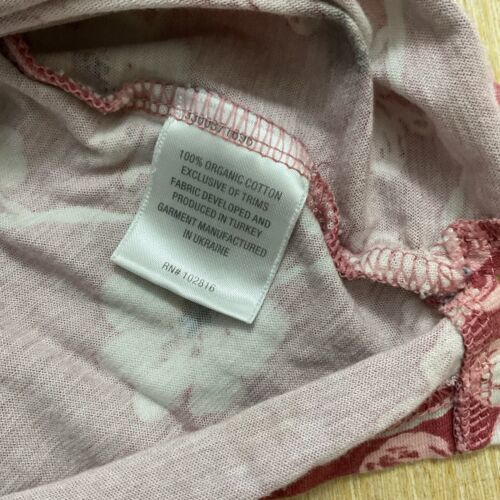 100% ORGANIC COTTON
EXCLUSIVE OF TRIMS
FABRIC DEVELOPED AND
PRODUCED IN TURKEY
GARMENT MANUFACTURED
IN UKRAINE
RN# 102816